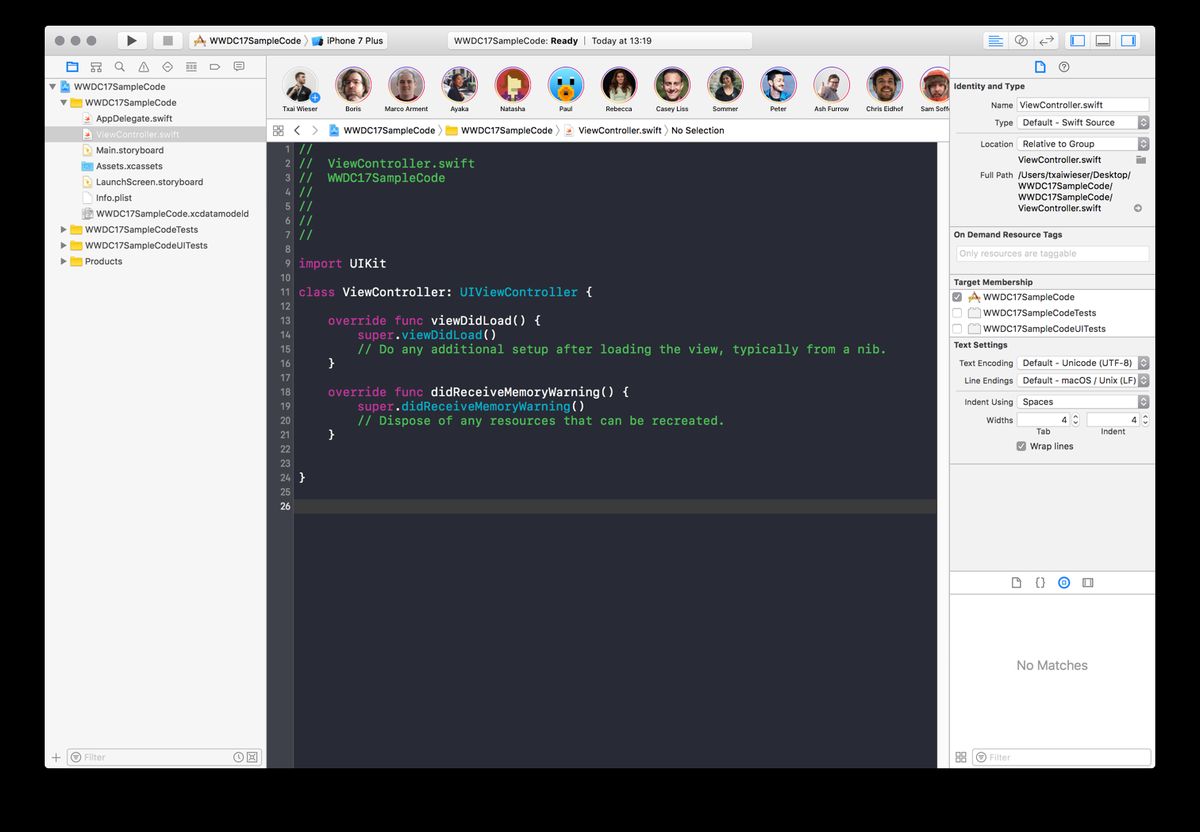 WWDC17SampleCode iPhone 7 Plus
WWDC17SampleCode: Ready | Today at 13:19
WWDC17SampleCode
WWDC17SampleCode
AppDelegate.swift
ViewController.swift
Main.storyboard
Assets.xcassets
LaunchScreen.storyboard
Info.plist
WWDC17SampleCode.xcdatamodeld
WWDC17SampleCodeTests
WWDC17SampleCodeUITests
Products
Filter
Txai Wieser Boris Marco Arment Ayaka Natasha Paul Rebecca Casey Liss Sommer Peter Ash Furrow Chris Eidhof Sam Soffe
WWDC17SampleCode WWDC17SampleCode ViewController.swift No Selection
1 //
2 // ViewController.swift
3 // WWDC17SampleCode
4 //
5 //
6 //
7 //
8
9 import UIKit
10
11 class ViewController: UIViewController {
12
13 override func viewDidLoad() {
14 super.viewDidLoad()
15 // Do any additional setup after loading the view, typically from a nib.
16 }
17
18 override func didReceiveMemoryWarning() {
19 super.didReceiveMemoryWarning()
20 // Dispose of any resources that can be recreated.
21 }
22
23
24 }
25
26
Identity and Type
Name ViewController.swift
Type Default - Swift Source
Location Relative to Group
ViewController.swift
Full Path /Users/txaiwieser/Desktop/
WWDC17SampleCode/
WWDC17SampleCode/
ViewController.swift
On Demand Resource Tags
Only resources are taggable
Target Membership
WWDC17SampleCode
WWDC17SampleCodeTests
WWDC17SampleCodeUITests
Text Settings
Text Encoding Default - Unicode (UTF-8)
Line Endings Default - macOS / Unix (LF)
Indent Using Spaces
Widths 4 4
Tab Indent
Wrap lines
{}
No Matches
Filter